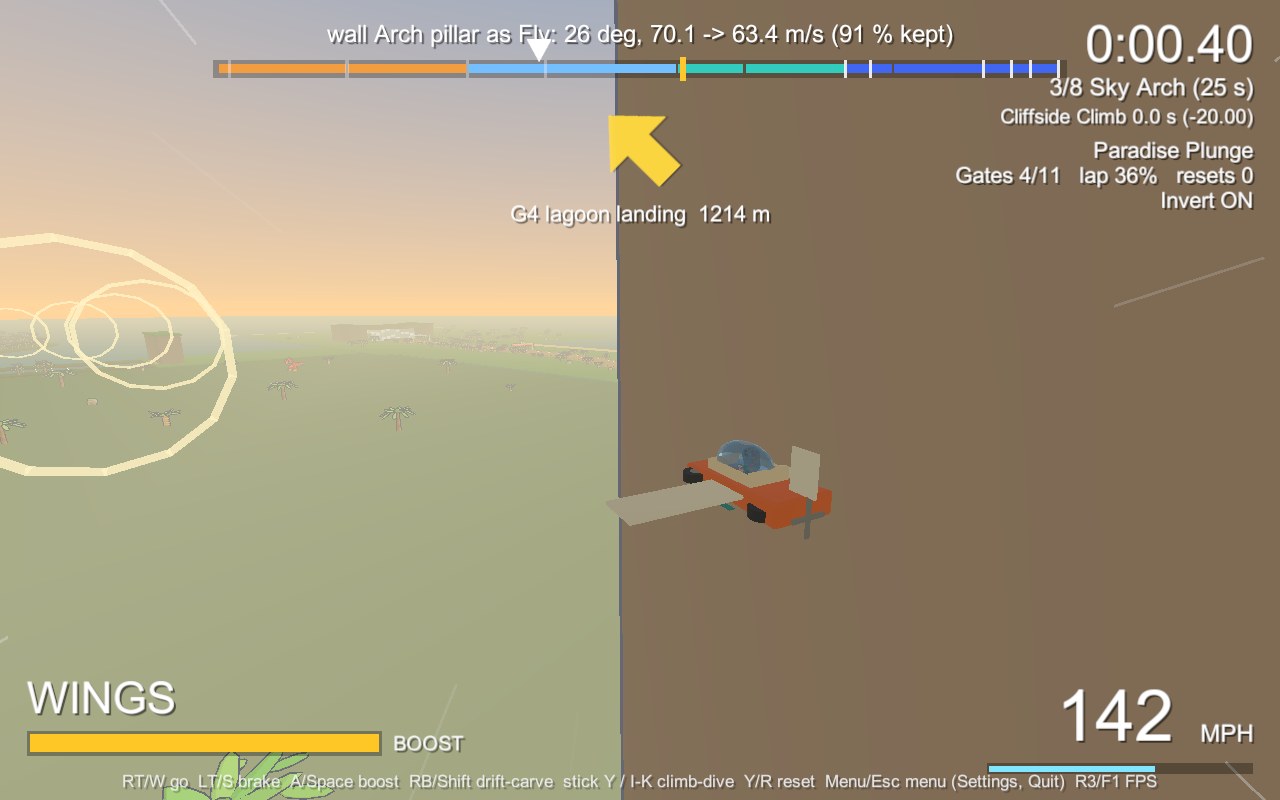 wall Arch pillar as Fly: 26 deg, 70.1 -> 63.4 m/s (91 % kept)
0:00.40
3/8 Sky Arch (25 s)
Cliffside Climb 0.0 s (-20.00)
Paradise Plunge
Gates 4/11 lap 36% resets 0
Invert ON
G4 lagoon landing 1214 m
WINGS
BOOST
142 MPH
RT/W go LT/S brake A/Space boost RB/Shift drift-carve stick Y / I-K climb-dive Y/R reset Menu/Esc menu (Settings, Quit) R3/F1 FPS